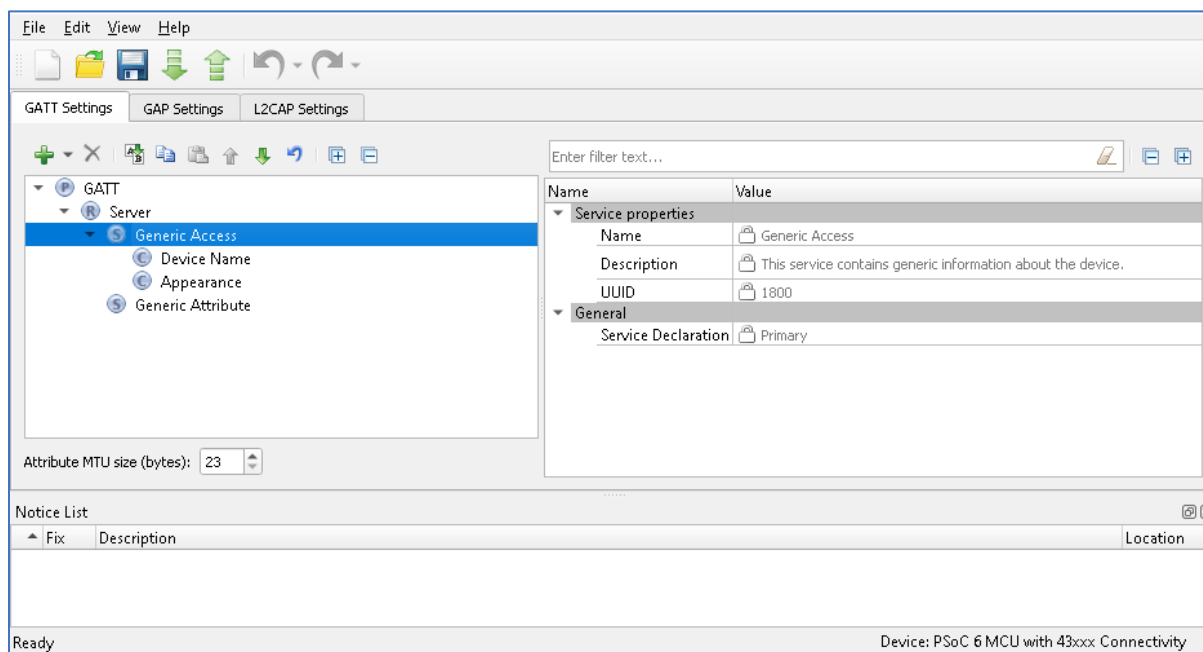 File Edit View Help
GATT Settings GAP Settings L2CAP Settings
Enter filter text...
P GATT
R Server
S Generic Access
C Device Name
C Appearance
S Generic Attribute
Attribute MTU size (bytes): 23
Name Value
Service properties
Name Generic Access
Description This service contains generic information about the device.
UUID 1800
General
Service Declaration Primary
Notice List
Fix Description Location
Ready Device: PSoC 6 MCU with 43xxx Connectivity